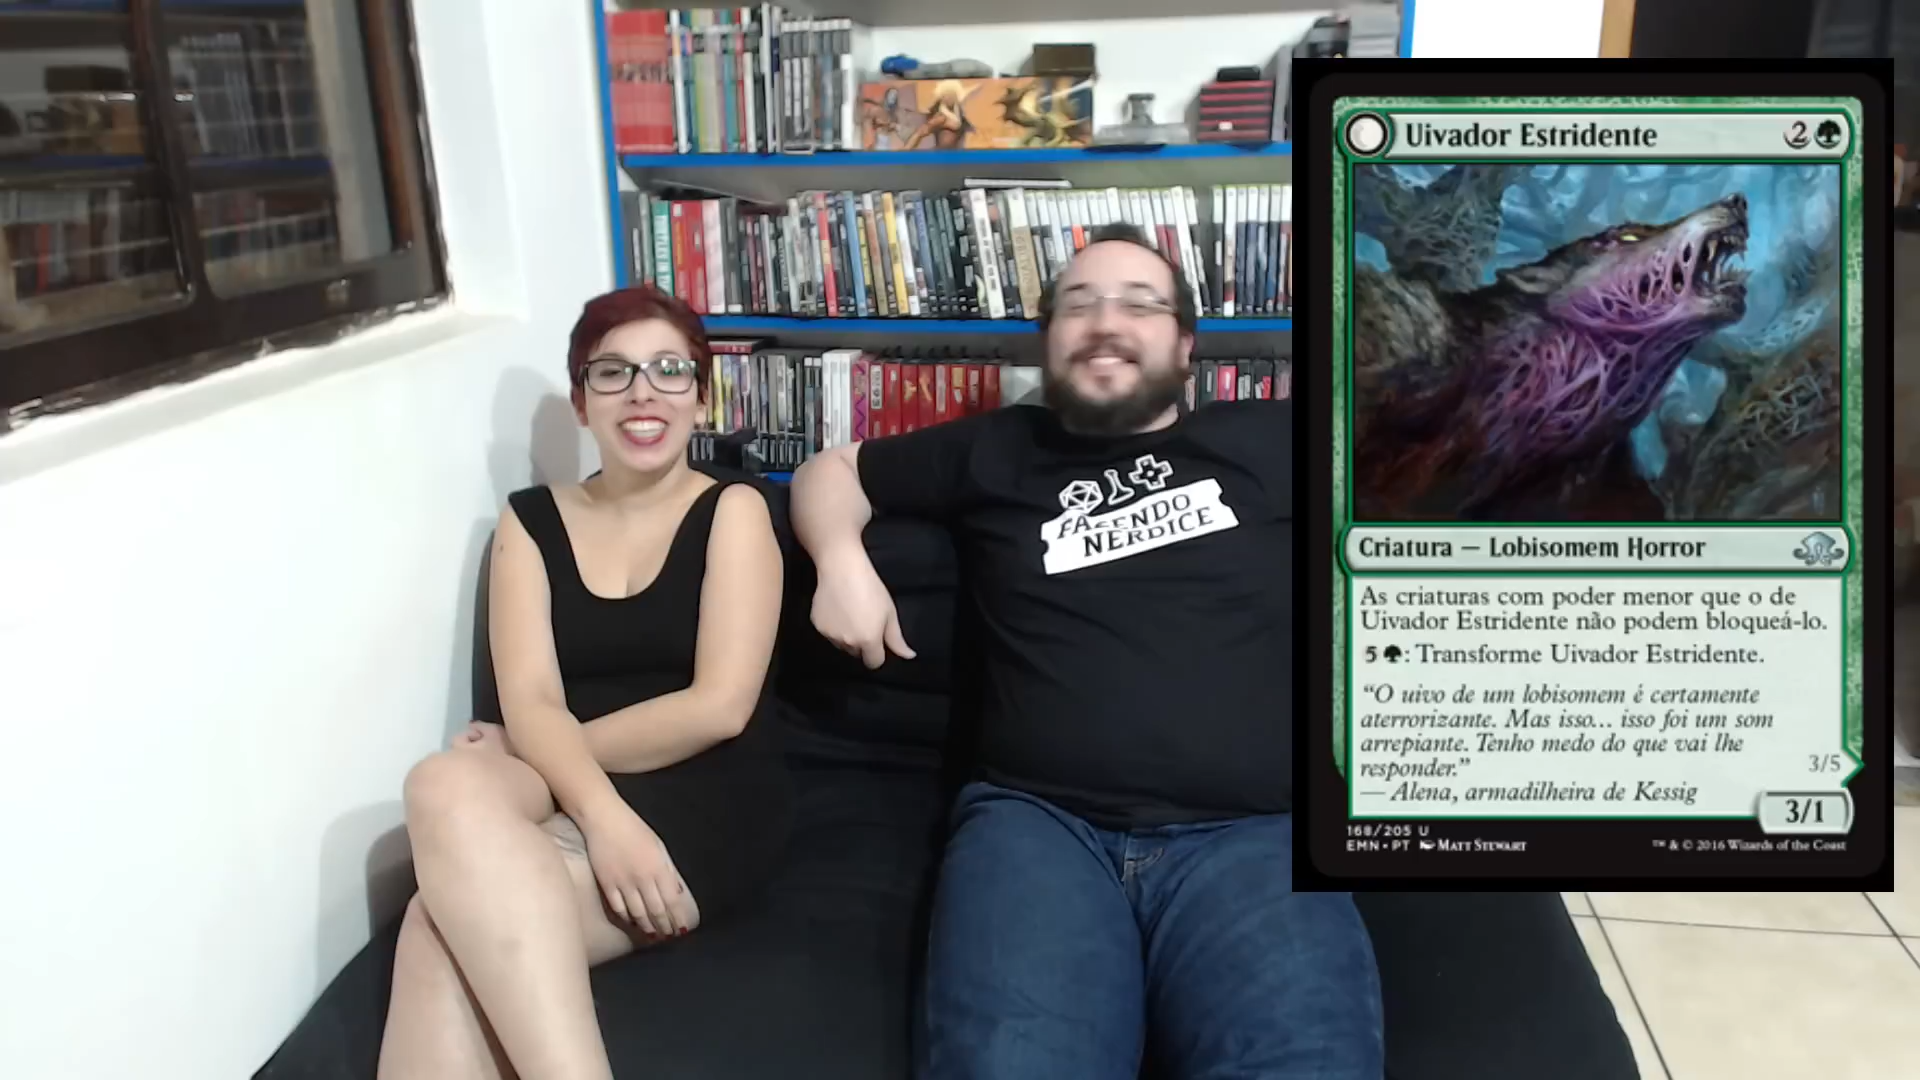 FASENDO
NERDICE
Uivador Estridente
2
Criatura — Lobisomem Horror
As criaturas com poder menor que o de
Uivador Estridente não podem bloqueá-lo.
5 : Transforme Uivador Estridente.
“O uivo de um lobisomem é certamente
aterrorizante. Mas isso... isso foi um som
arrepiante. Tenho medo do que vai lhe
responder.”
3/5
— Alena, armadilheira de Kessig
3/1
168/205 U
EMN • PT Matt Stewart
™ & © 2016 Wizards of the Coast